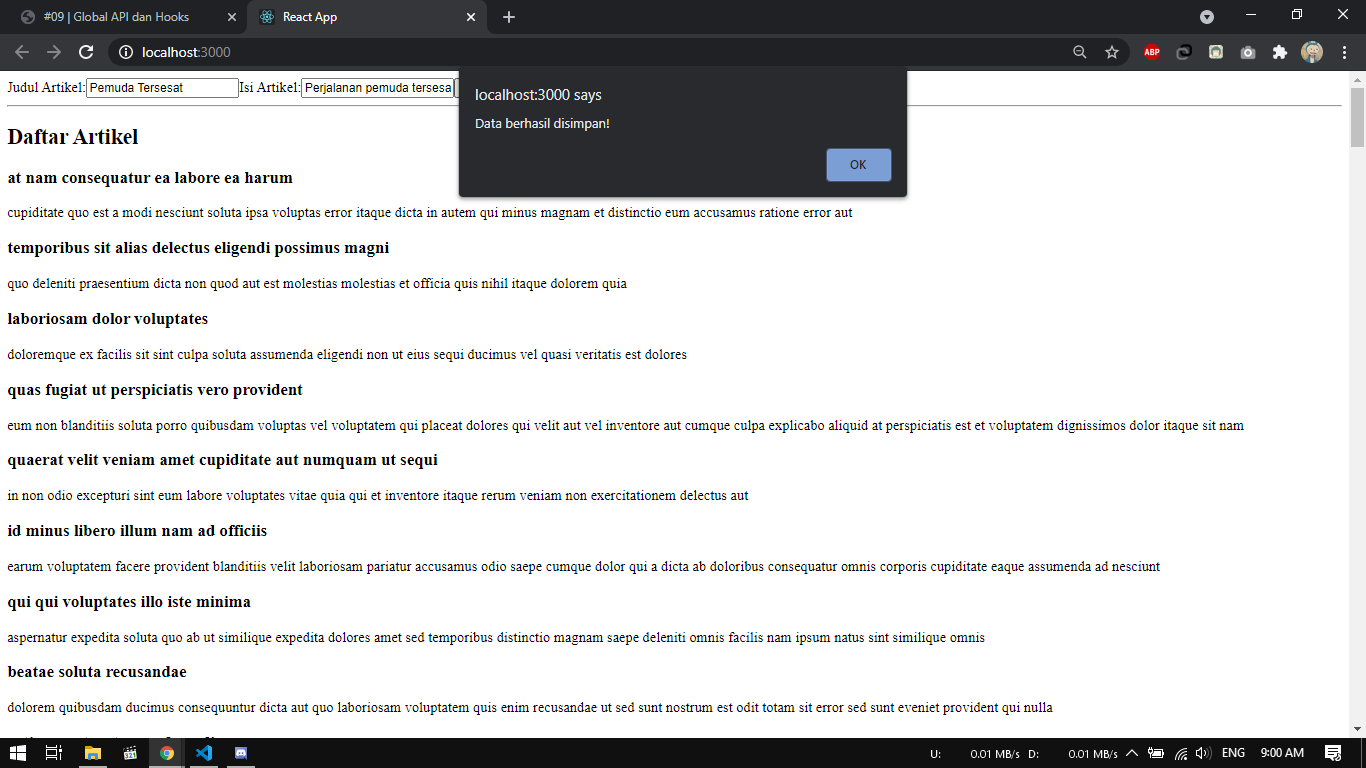 #09 | Global API dan Hooks
React App
localhost:3000
ABP
Judul Artikel: Pemuda Tersesat Isi Artikel: Perjalanan pemuda tersesa
localhost:3000 says
Data berhasil disimpan!
OK
Daftar Artikel
at nam consequatur ea labore ea harum
cupiditate quo est a modi nesciunt soluta ipsa voluptas error itaque dicta in autem qui minus magnam et distinctio eum accusamus ratione error aut
temporibus sit alias delectus eligendi possimus magni
quo deleniti praesentium dicta non quod aut est molestias molestias et officia quis nihil itaque dolorem quia
laboriosam dolor voluptates
doloremque ex facilis sit sint culpa soluta assumenda eligendi non ut eius sequi ducimus vel quasi veritatis est dolores
quas fugiat ut perspiciatis vero provident
eum non blanditiis soluta porro quibusdam voluptas vel voluptatem qui placeat dolores qui velit aut vel inventore aut cumque culpa explicabo aliquid at perspiciatis est et voluptatem dignissimos dolor itaque sit nam
quaerat velit veniam amet cupiditate aut numquam ut sequi
in non odio excepturi sint eum labore voluptates vitae quia qui et inventore itaque rerum veniam non exercitationem delectus aut
id minus libero illum nam ad officiis
earum voluptatem facere provident blanditiis velit laboriosam pariatur accusamus odio saepe cumque dolor qui a dicta ab doloribus consequatur omnis corporis cupiditate eaque assumenda ad nesciunt
qui qui voluptates illo iste minima
aspernatur expedita soluta quo ab ut similique expedita dolores amet sed temporibus distinctio magnam saepe deleniti omnis facilis nam ipsum natus sint similique omnis
beatae soluta recusandae
dolorem quibusdam ducimus consequuntur dicta aut quo laboriosam voluptatem quis enim recusandae ut sed sunt nostrum est odit totam sit error sed sunt eveniet provident qui nulla
U: 0.01 MB/s D: 0.01 MB/s ENG 9:00 AM